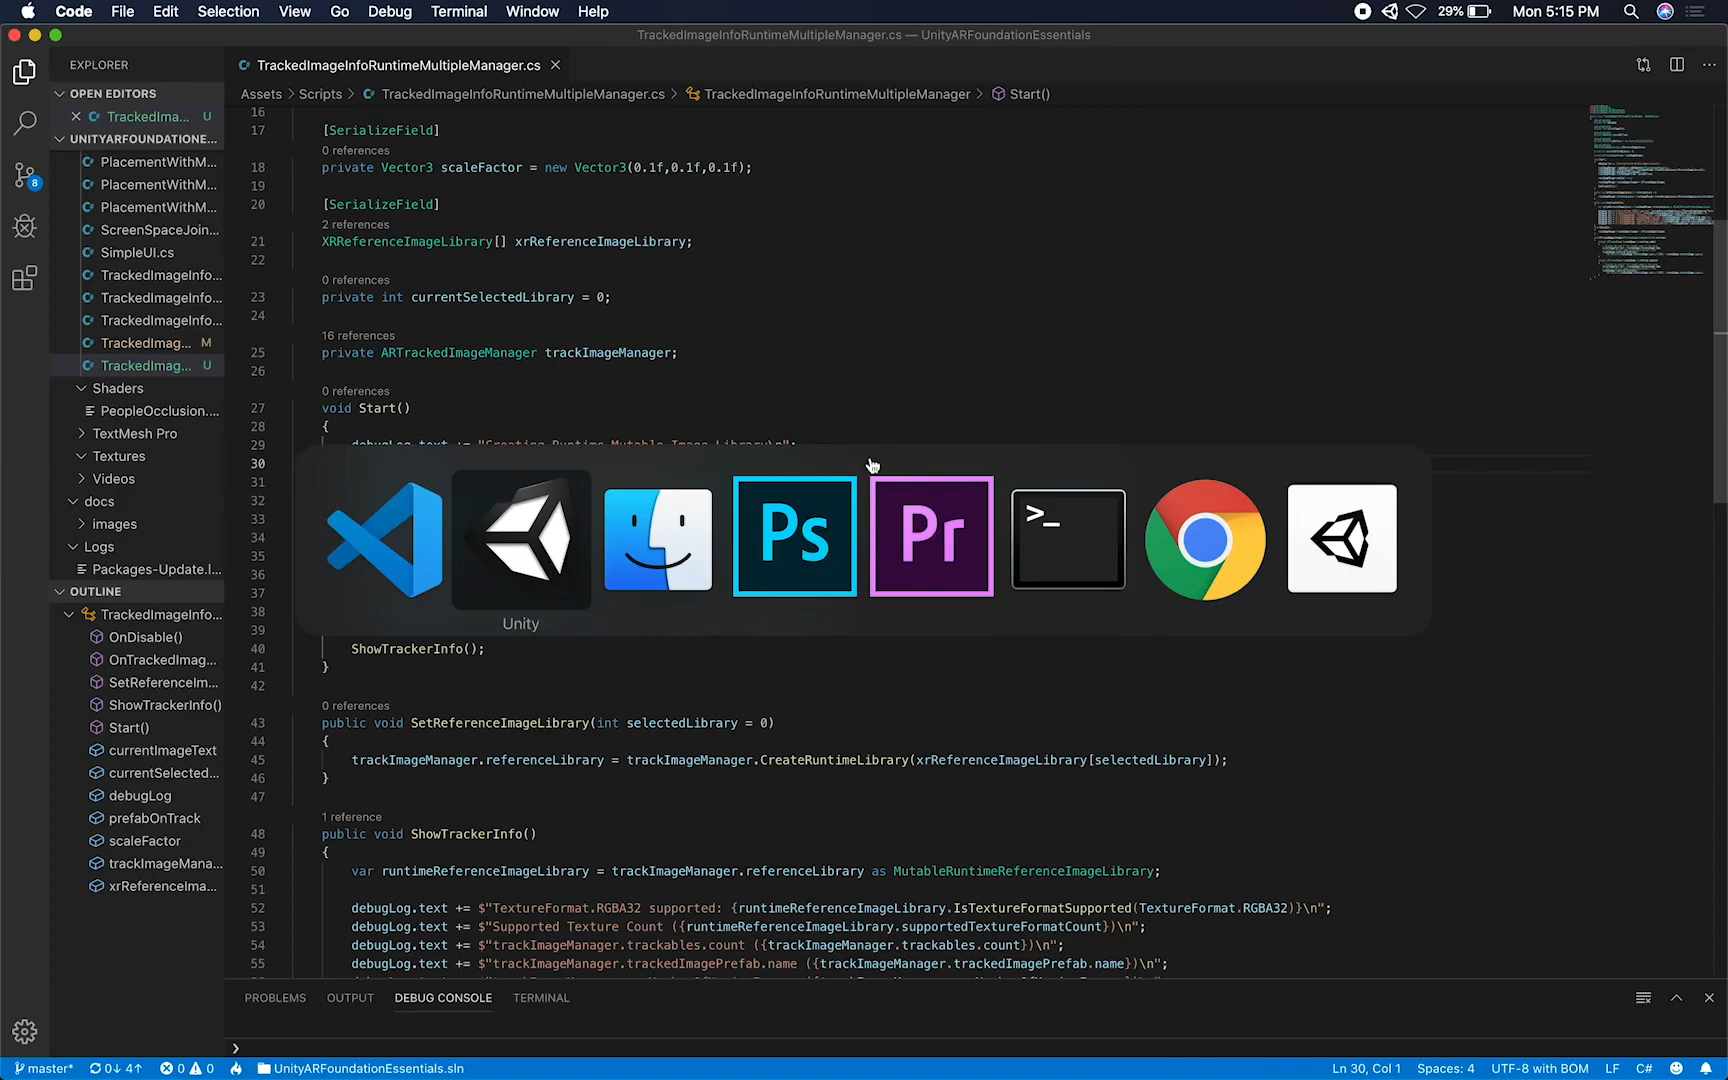 Code File Edit Selection View Go Debug Terminal Window Help 29% Mon 5:15 PM
TrackedImageInfoRuntimeMultipleManager.cs — UnityARFoundationEssentials
EXPLORER
TrackedImageInfoRuntimeMultipleManager.cs
OPEN EDITORS
TrackedIma... U
UNITYARFOUNDATIONE...
PlacementWithM...
PlacementWithM...
PlacementWithM...
ScreenSpaceJoin...
SimpleUI.cs
TrackedImageInfo...
TrackedImageInfo...
TrackedImageInfo...
TrackedImag... M
TrackedImag... U
Shaders
PeopleOcclusion....
TextMesh Pro
Textures
Videos
docs
images
Logs
Packages-Update.l...
OUTLINE
TrackedImageInfo...
OnDisable()
OnTrackedImag...
SetReferenceIm...
ShowTrackerInfo()
Start()
currentImageText
currentSelected...
debugLog
prefabOnTrack
scaleFactor
trackImageMana...
xrReferenceIma...
8
Assets > Scripts > TrackedImageInfoRuntimeMultipleManager.cs > TrackedImageInfoRuntimeMultipleManager > Start()
16
17 [SerializeField]
0 references
18 private Vector3 scaleFactor = new Vector3(0.1f,0.1f,0.1f);
19
20 [SerializeField]
2 references
21 XRReferenceImageLibrary[] xrReferenceImageLibrary;
22
0 references
23 private int currentSelectedLibrary = 0;
24
16 references
25 private ARTrackedImageManager trackImageManager;
26
0 references
27 void Start()
28 {
29 debugLog.text += "Creating Runtime Mutable Image Library\n";
30
31
32
33
34
35
36
37
38
39
40 ShowTrackerInfo();
41 }
42
0 references
43 public void SetReferenceImageLibrary(int selectedLibrary = 0)
44 {
45 trackImageManager.referenceLibrary = trackImageManager.CreateRuntimeLibrary(xrReferenceImageLibrary[selectedLibrary]);
46 }
47
1 reference
48 public void ShowTrackerInfo()
49 {
50 var runtimeReferenceImageLibrary = trackImageManager.referenceLibrary as MutableRuntimeReferenceImageLibrary;
51
52 debugLog.text += $"TextureFormat.RGBA32 supported: {runtimeReferenceImageLibrary.IsTextureFormatSupported(TextureFormat.RGBA32)}\n";
53 debugLog.text += $"Supported Texture Count ({runtimeReferenceImageLibrary.supportedTextureFormatCount})\n";
54 debugLog.text += $"trackImageManager.trackables.count ({trackImageManager.trackables.count})\n";
55 debugLog.text += $"trackImageManager.trackedImagePrefab.name ({trackImageManager.trackedImagePrefab.name})\n";
Ps Pr >_
Unity
PROBLEMS OUTPUT DEBUG CONSOLE TERMINAL
master* 0↓ 4↑ 0 0 UnityARFoundationEssentials.sln Ln 30, Col 1 Spaces: 4 UTF-8 with BOM LF C#